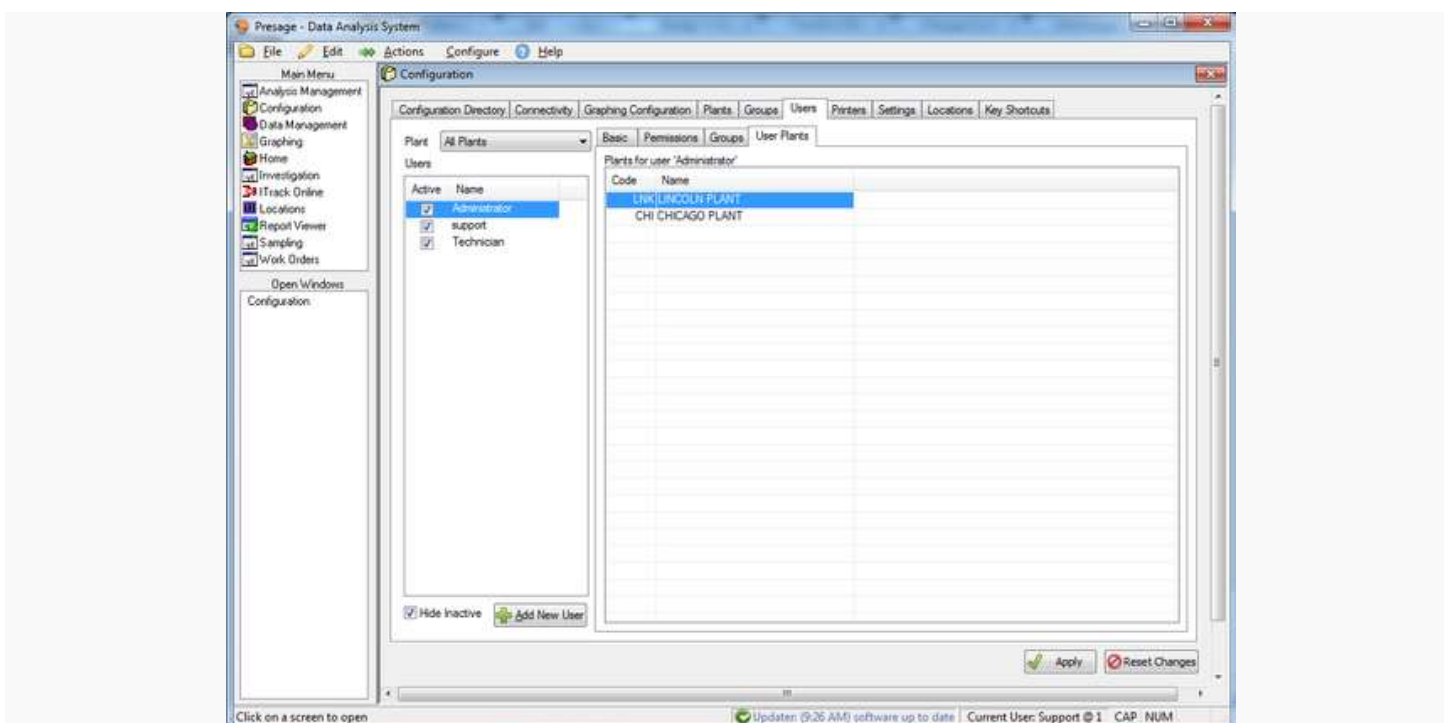 Presage - Data Analysis System
File Edit Actions Configure Help
Main Menu
Analysis Management
Configuration
Data Management
Graphing
Home
Investigation
ITrack Online
Locations
Report Viewer
Sampling
Work Orders
Open Windows
Configuration
Configuration
Configuration Directory Connectivity Graphing Configuration Plants Groups Users Printers Settings Locations Key Shortcuts
Plant All Plants
Users
Active Name
Administrator
support
Technician
Hide Inactive Add New User
Basic Permissions Groups User Plants
Plants for user 'Administrator'
Code Name
LNK LINCOLN PLANT
CHI CHICAGO PLANT
Apply Reset Changes
Click on a screen to open
Updater: (9:26 AM) software up to date Current User: Support @ 1 CAP NUM